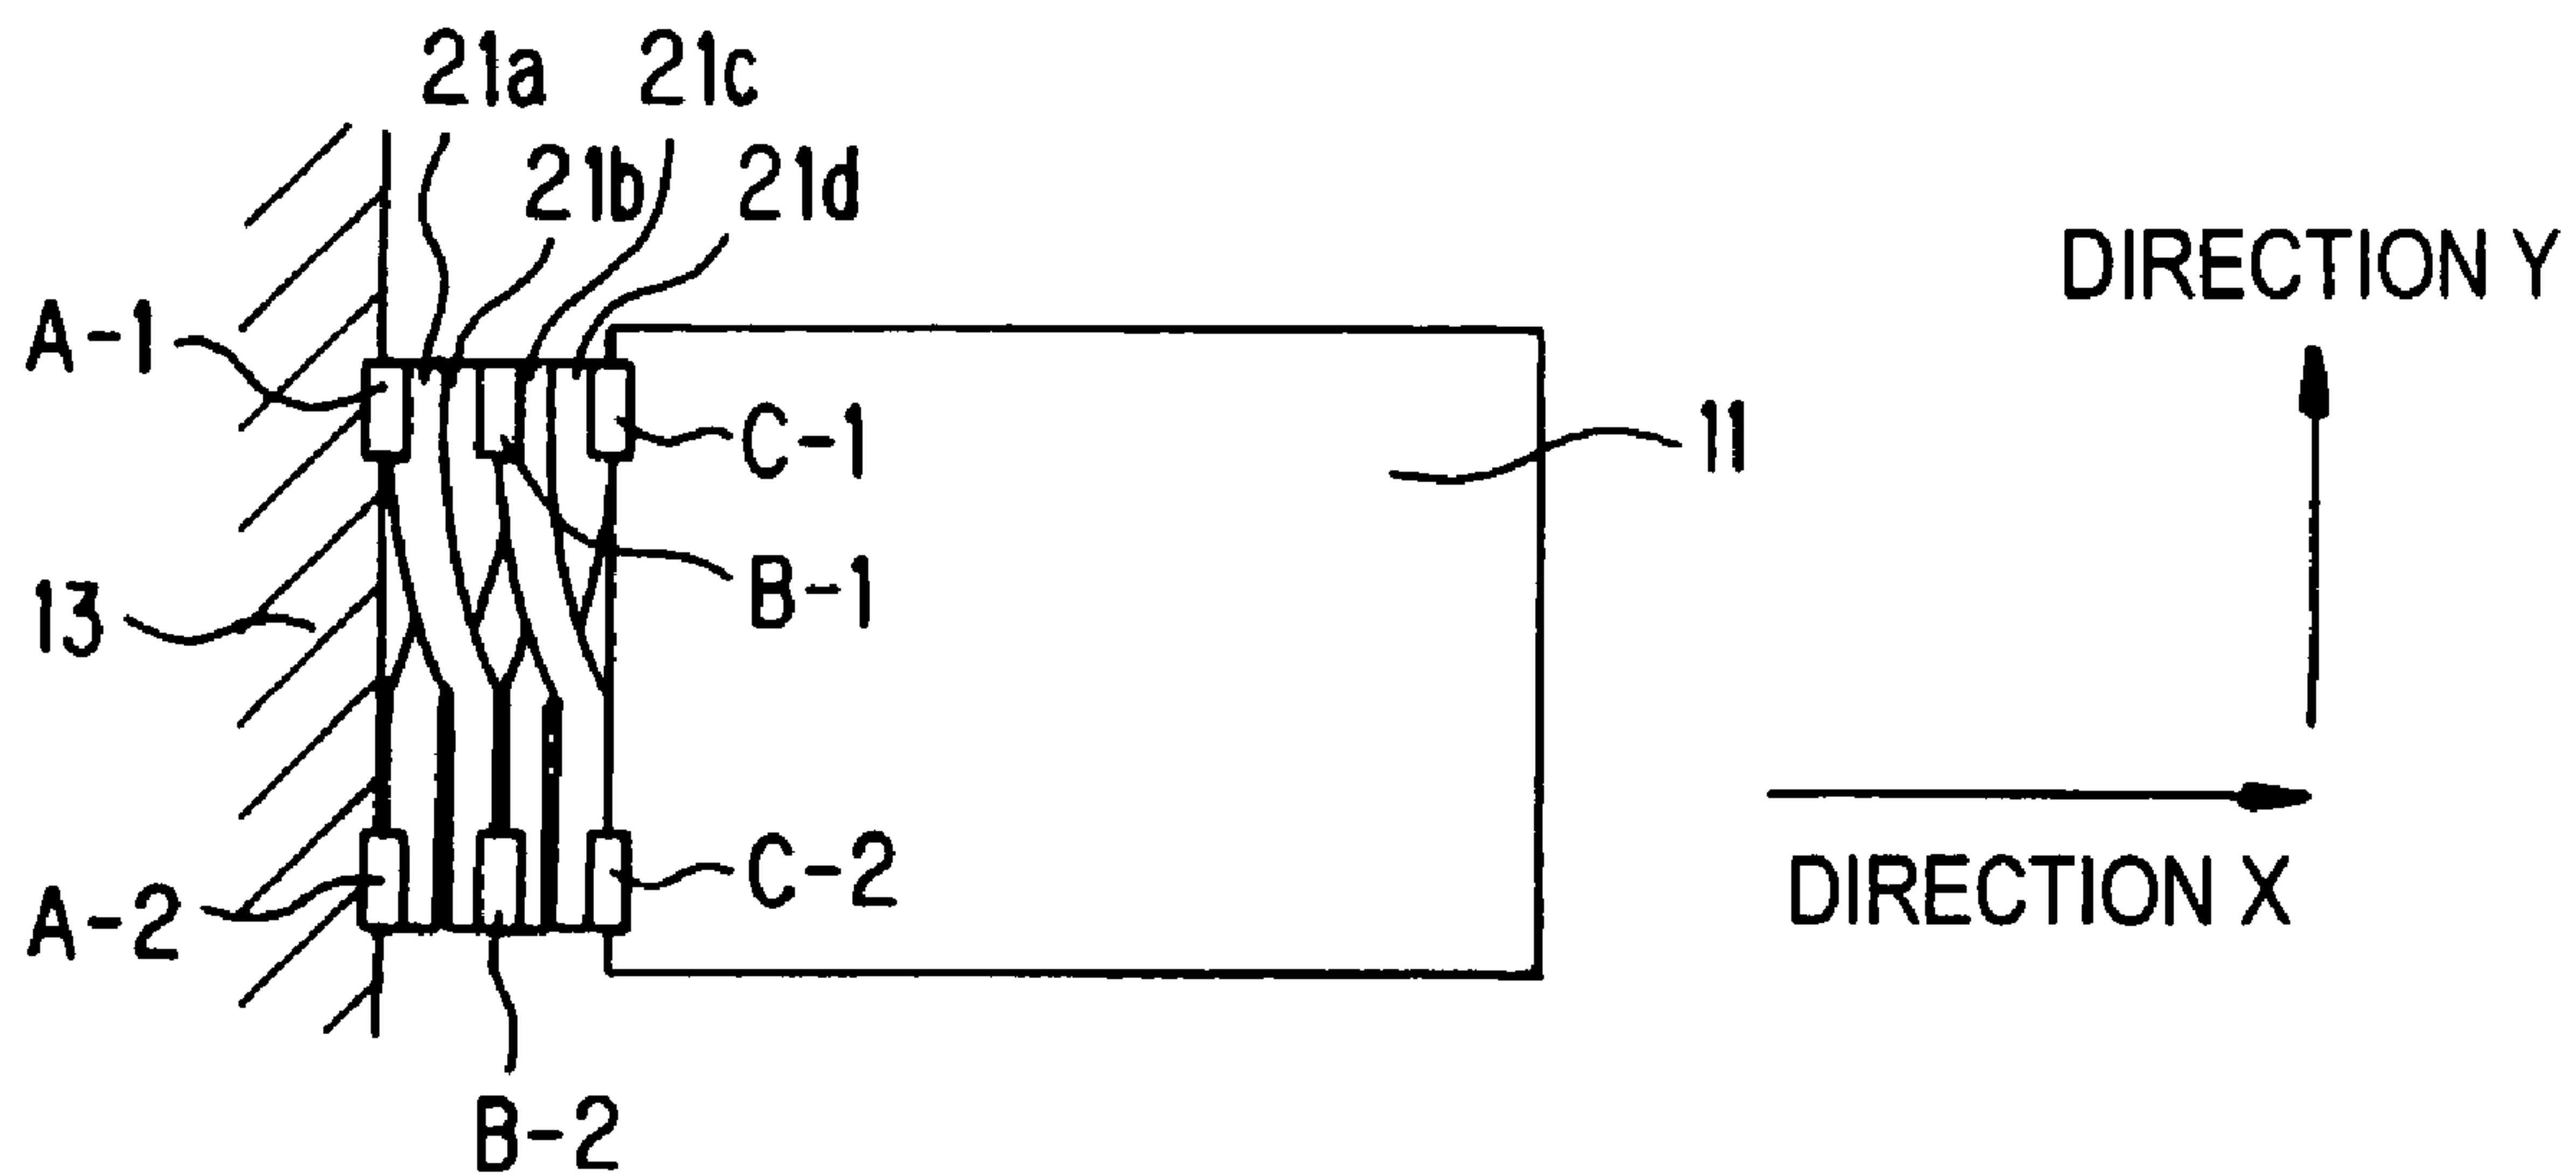 21a
21c
21b
21d
DIRECTION Y
A-1
C-1
11
B-1
13
C-2
DIRECTION X
A-2
B-2